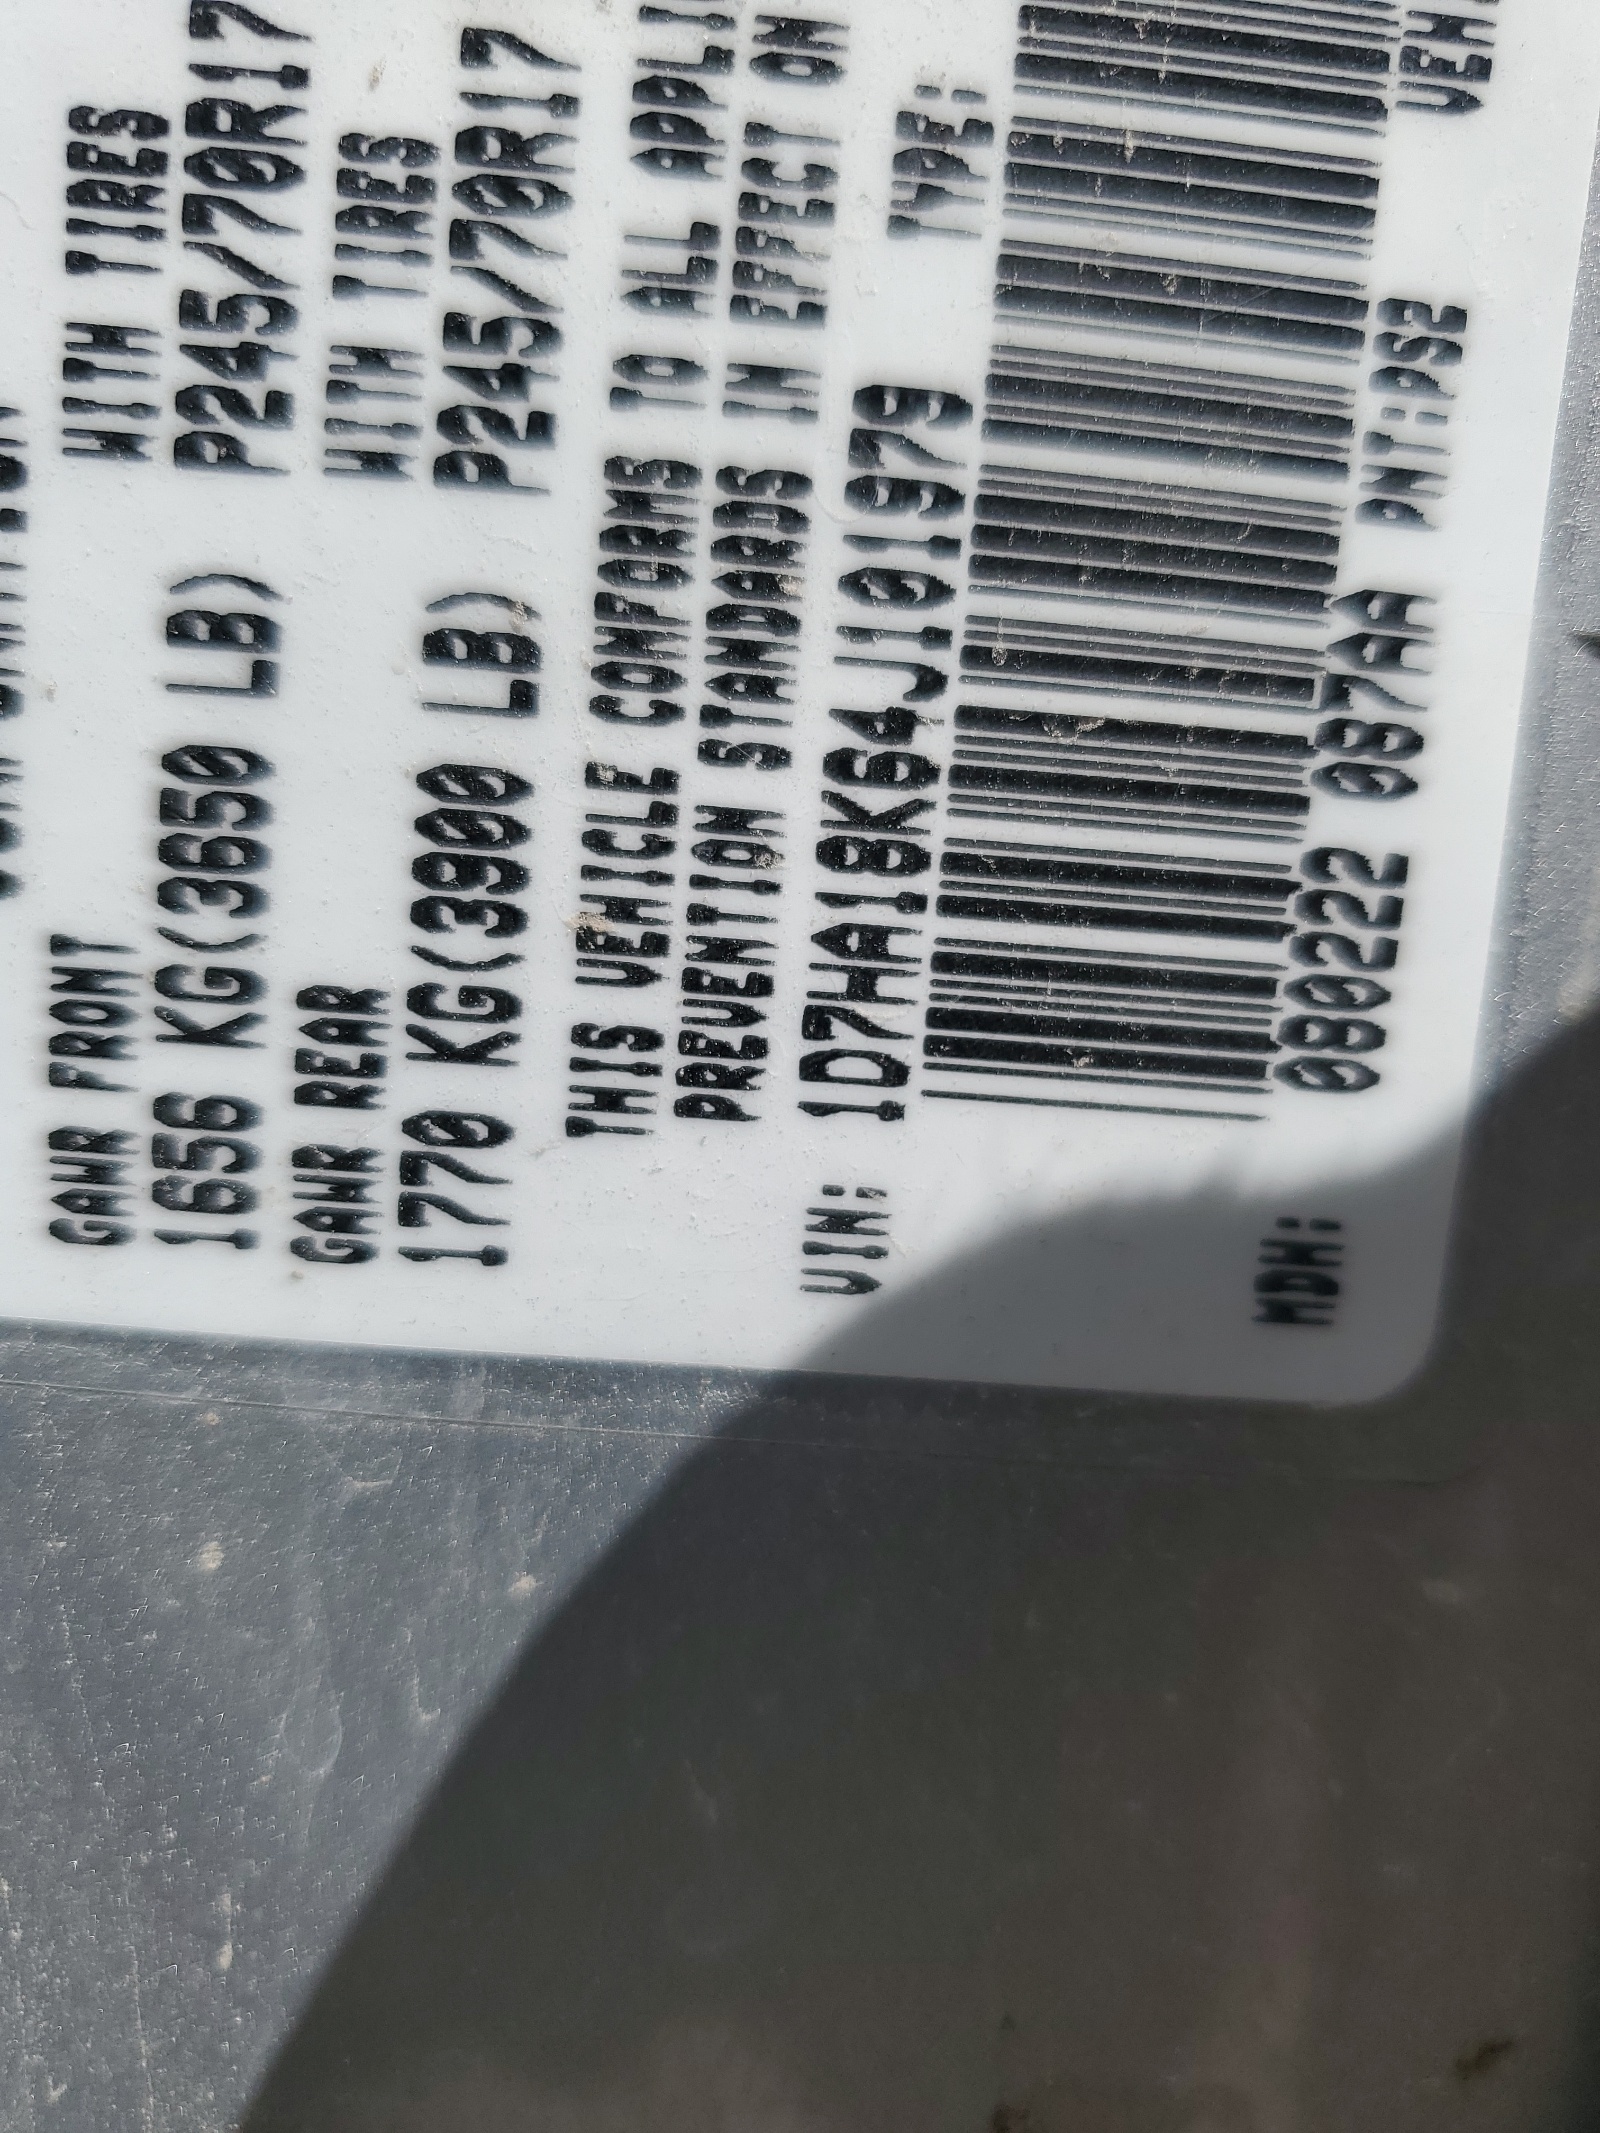 GAWR FRONT WITH TIRES
1656 KG(3650 LB) P245/70R17
GAWR REAR WITH TIRES
1770 KG(3900 LB) P245/70R17
THIS VEHICLE CONFORMS TO ALL APPLI
PREVENTION STANDARDS IN EFFECT ON
VIN: 1D7HA18K64J101979 TYPE:
MDH: 080222 087AA PNT:PS2 VEH